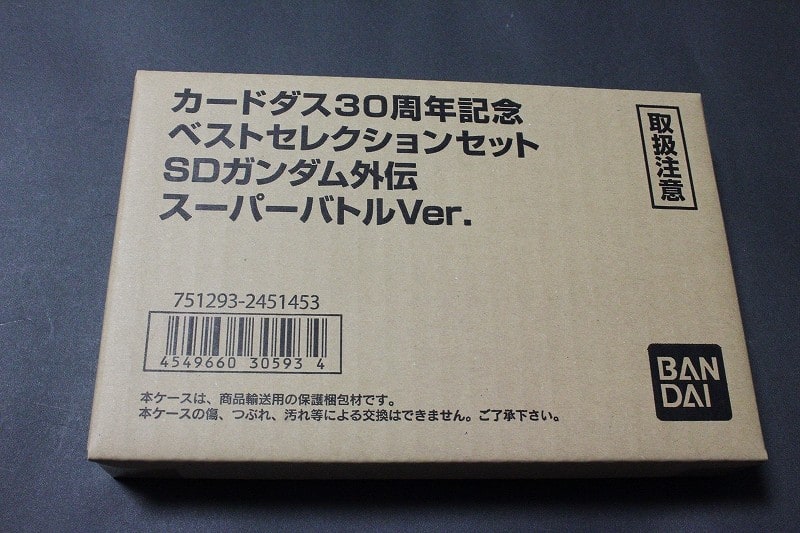 カードダス30周年記念
ベストセレクションセット
SDガンダム外伝
スーパーバトルVer.
取扱注意
751293-2451453
4549660 30593 4
本ケースは、商品輸送用の保護梱包材です。
本ケースの傷、つぶれ、汚れ等による交換はできません。ご了承下さい。
BAN
DAI